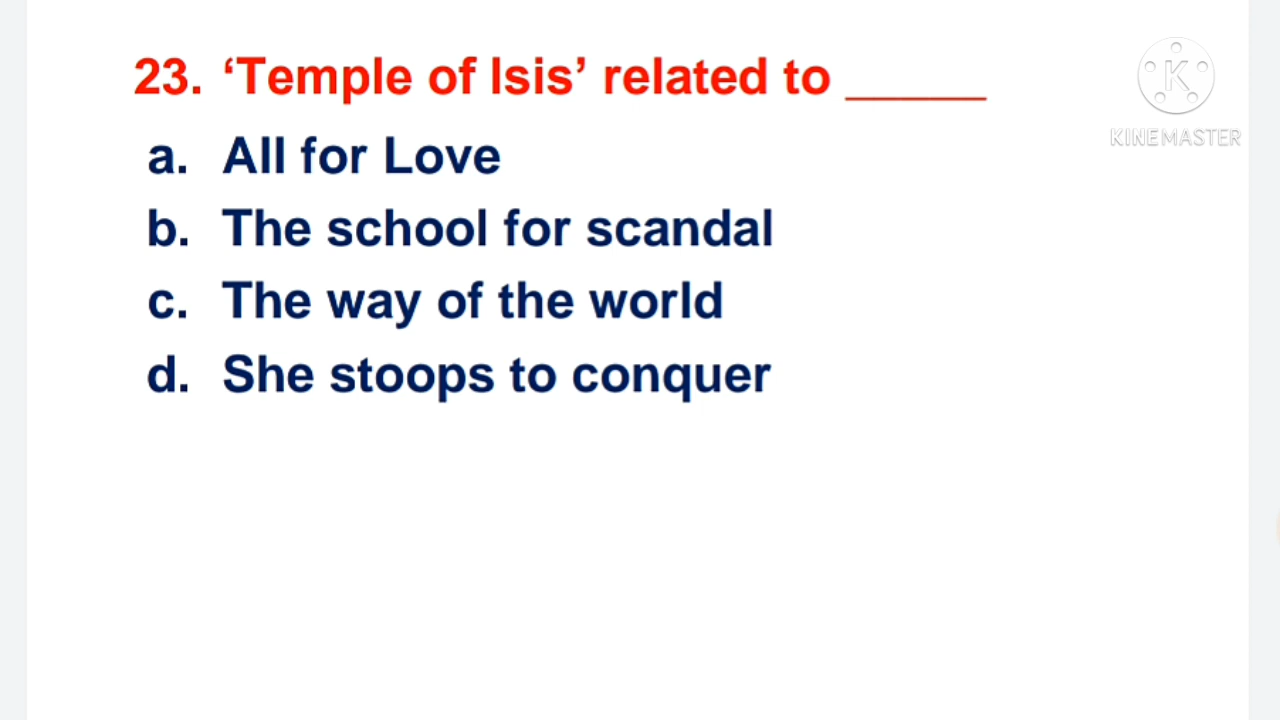 23. ‘Temple of Isis’ related to _____
a. All for Love
b. The school for scandal
c. The way of the world
d. She stoops to conquer
K
KINEMASTER